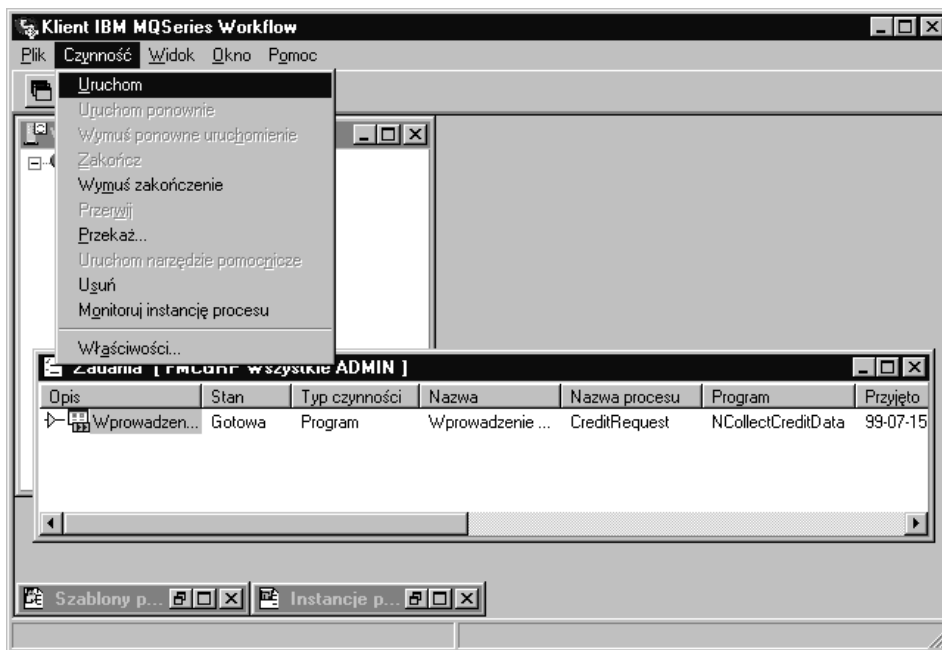 Klient IBM MQSeries Workflow
Plik Czynność Widok Okno Pomoc
Uruchom
Uruchom ponownie
Wymuś ponowne uruchomienie
Zakończ
Wymuś zakończenie
Przerwij
Przekaż...
Uruchom narzędzie pomocnicze
Usuń
Monitoruj instancję procesu
Właściwości...
Zadania [ FMCGRP Wszystkie ADMIN ]
Opis Stan Typ czynności Nazwa Nazwa procesu Program Przyjęto
Wprowadzen... Gotowa Program Wprowadzenie ... CreditRequest NCollectCreditData 99-07-15
Szablony p... Instancje p...